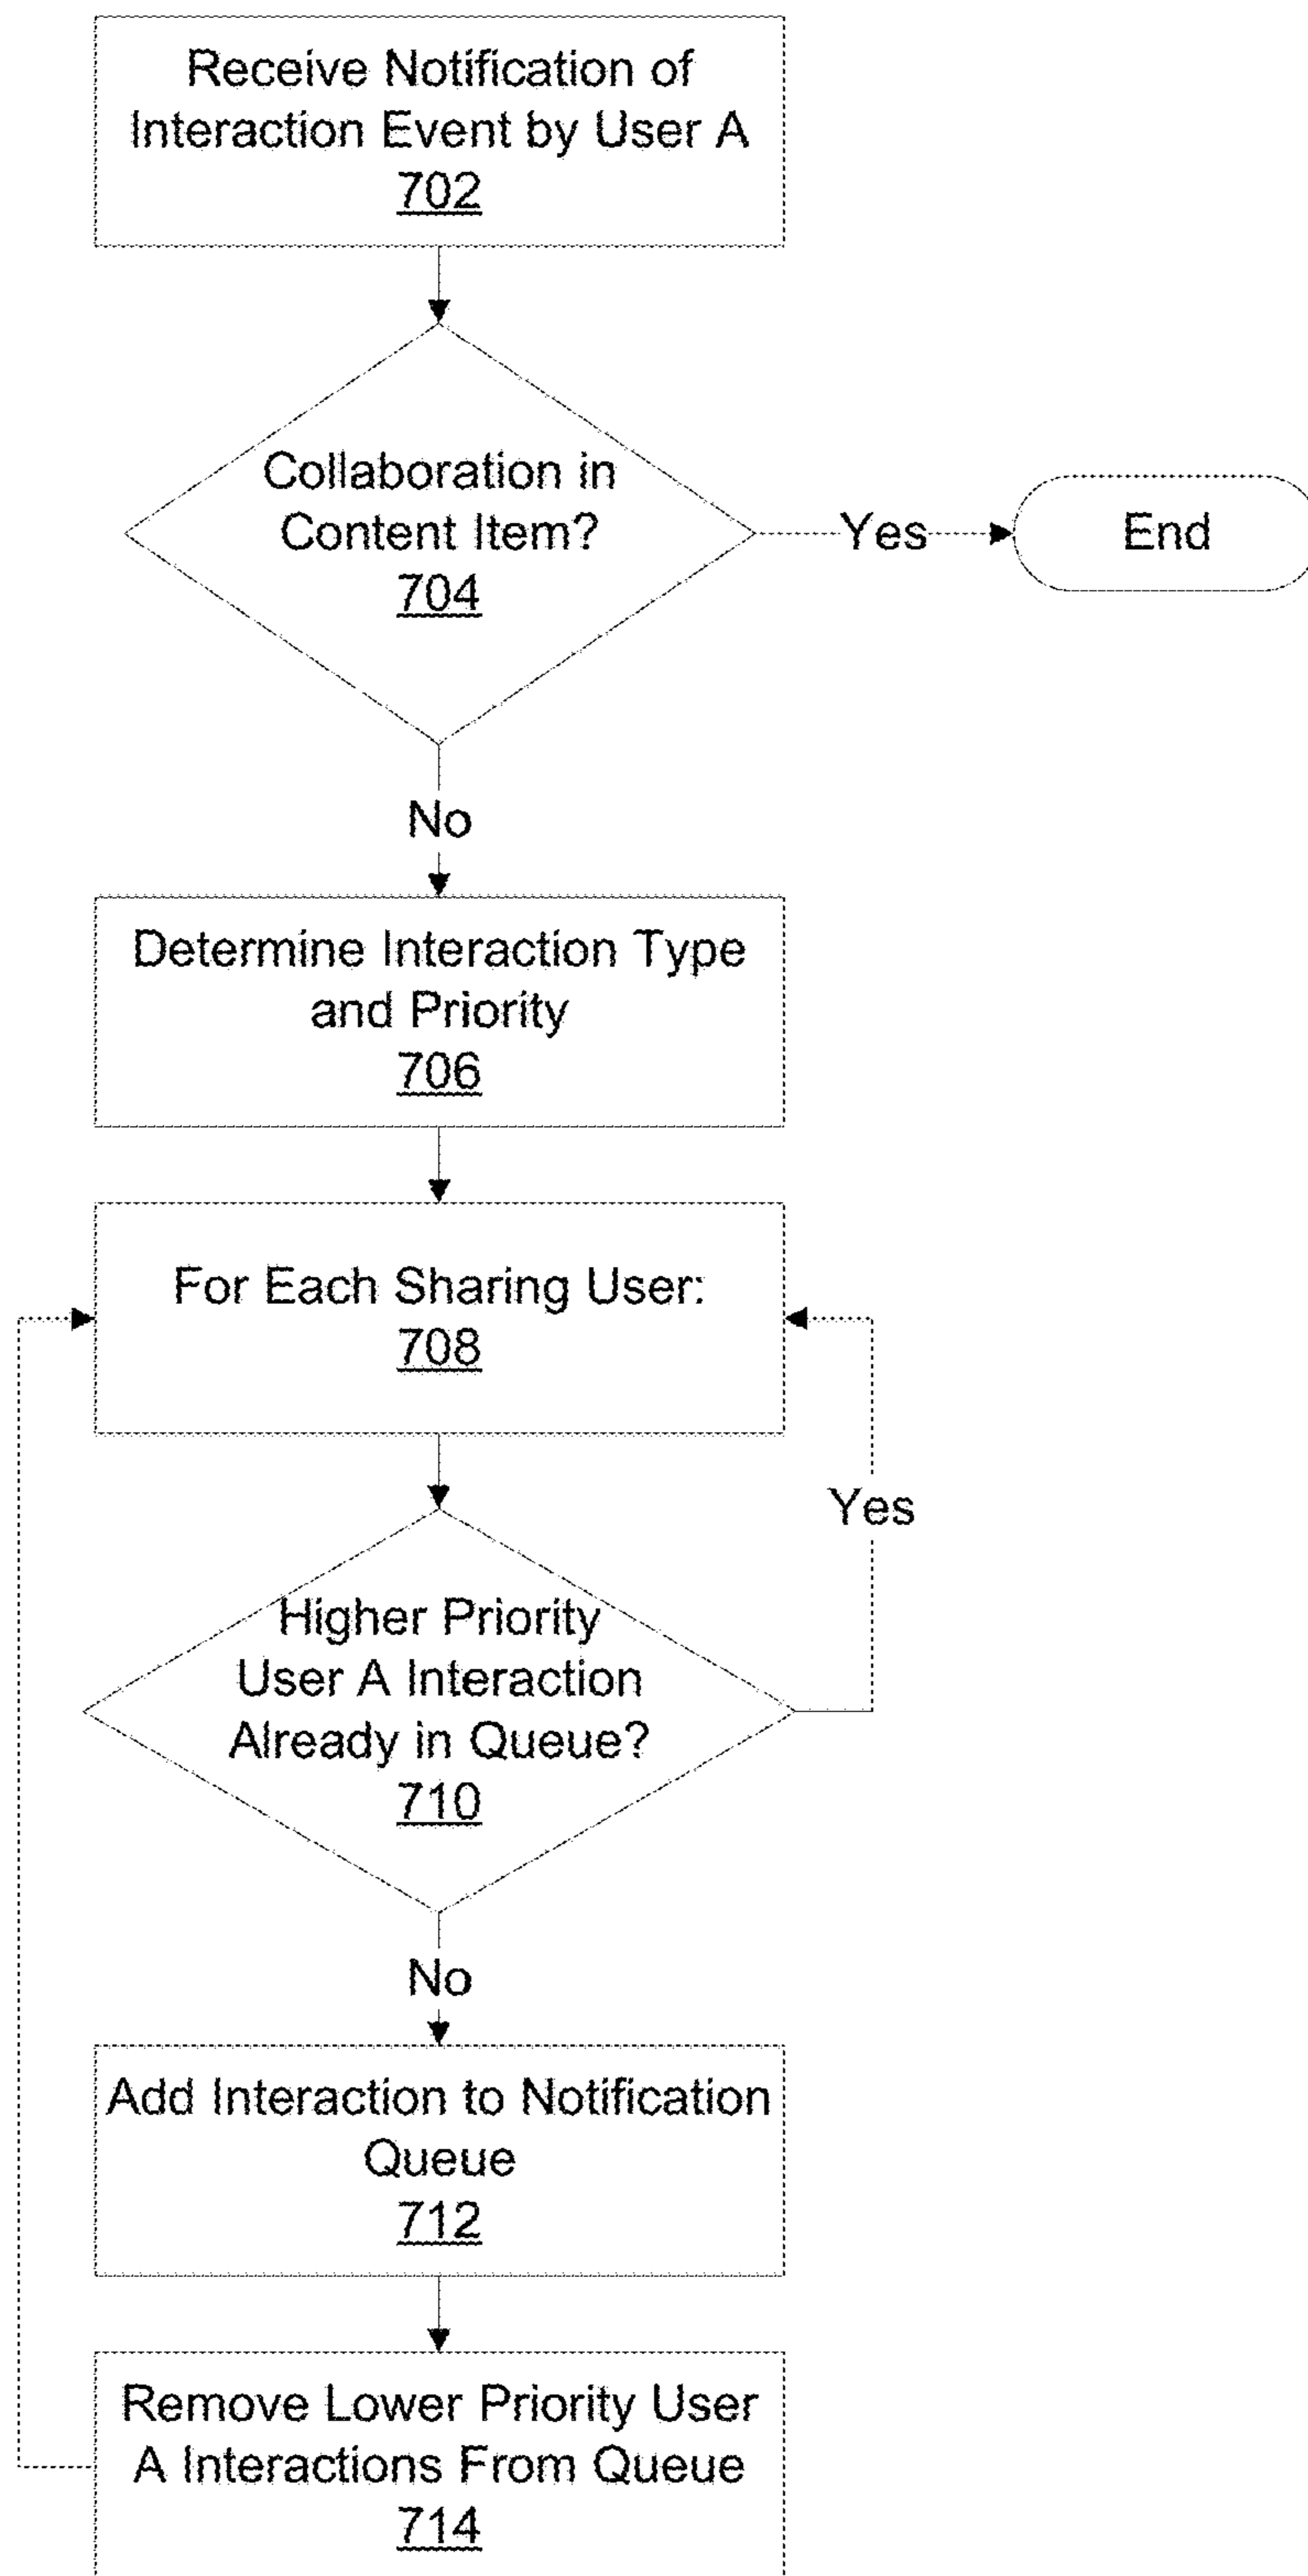 Receive Notification of
Interaction Event by User A
702
Collaboration in
Content Item?
704
Yes
End
No
Determine Interaction Type
and Priority
706
For Each Sharing User:
708
Yes
Higher Priority
User A Interaction
Already in Queue?
710
No
Add Interaction to Notification
Queue
712
Remove Lower Priority User
A Interactions From Queue
714